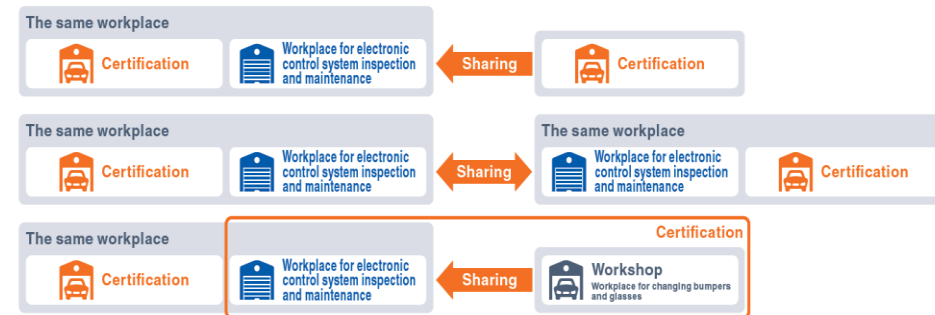 The same workplace
Certification
Workplace for electronic
control system inspection
and maintenance
Sharing
Certification
The same workplace
Certification
Workplace for electronic
control system inspection
and maintenance
Sharing
The same workplace
Workplace for electronic
control system inspection
and maintenance
Certification
The same workplace
Certification
Workplace for electronic
control system inspection
and maintenance
Sharing
Certification
Workshop
Workplace for changing bumpers
and glasses